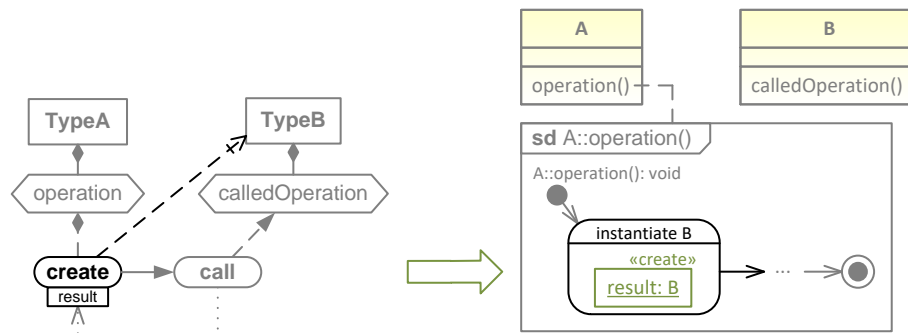 TypeA
TypeB
operation
calledOperation
create
call
result
A
B
operation()
calledOperation()
sd A::operation()
A::operation(): void
instantiate B
«create»
result: B
...